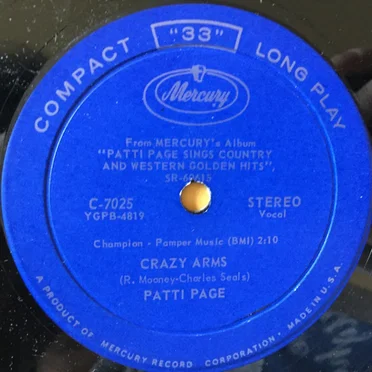 COMPACT "33" LONG PLAY
Mercury
From MERCURY's Album
"PATTI PAGE SINGS COUNTRY
AND WESTERN GOLDEN HITS"
SR-60615
C-7025
YGPB-4819
STEREO
Vocal
Champion - Pamper Music (BMI) 2:10
CRAZY ARMS
(R. Mooney-Charles Seals)
PATTI PAGE
A PRODUCT OF MERCURY RECORD CORPORATION · MADE IN U.S.A.